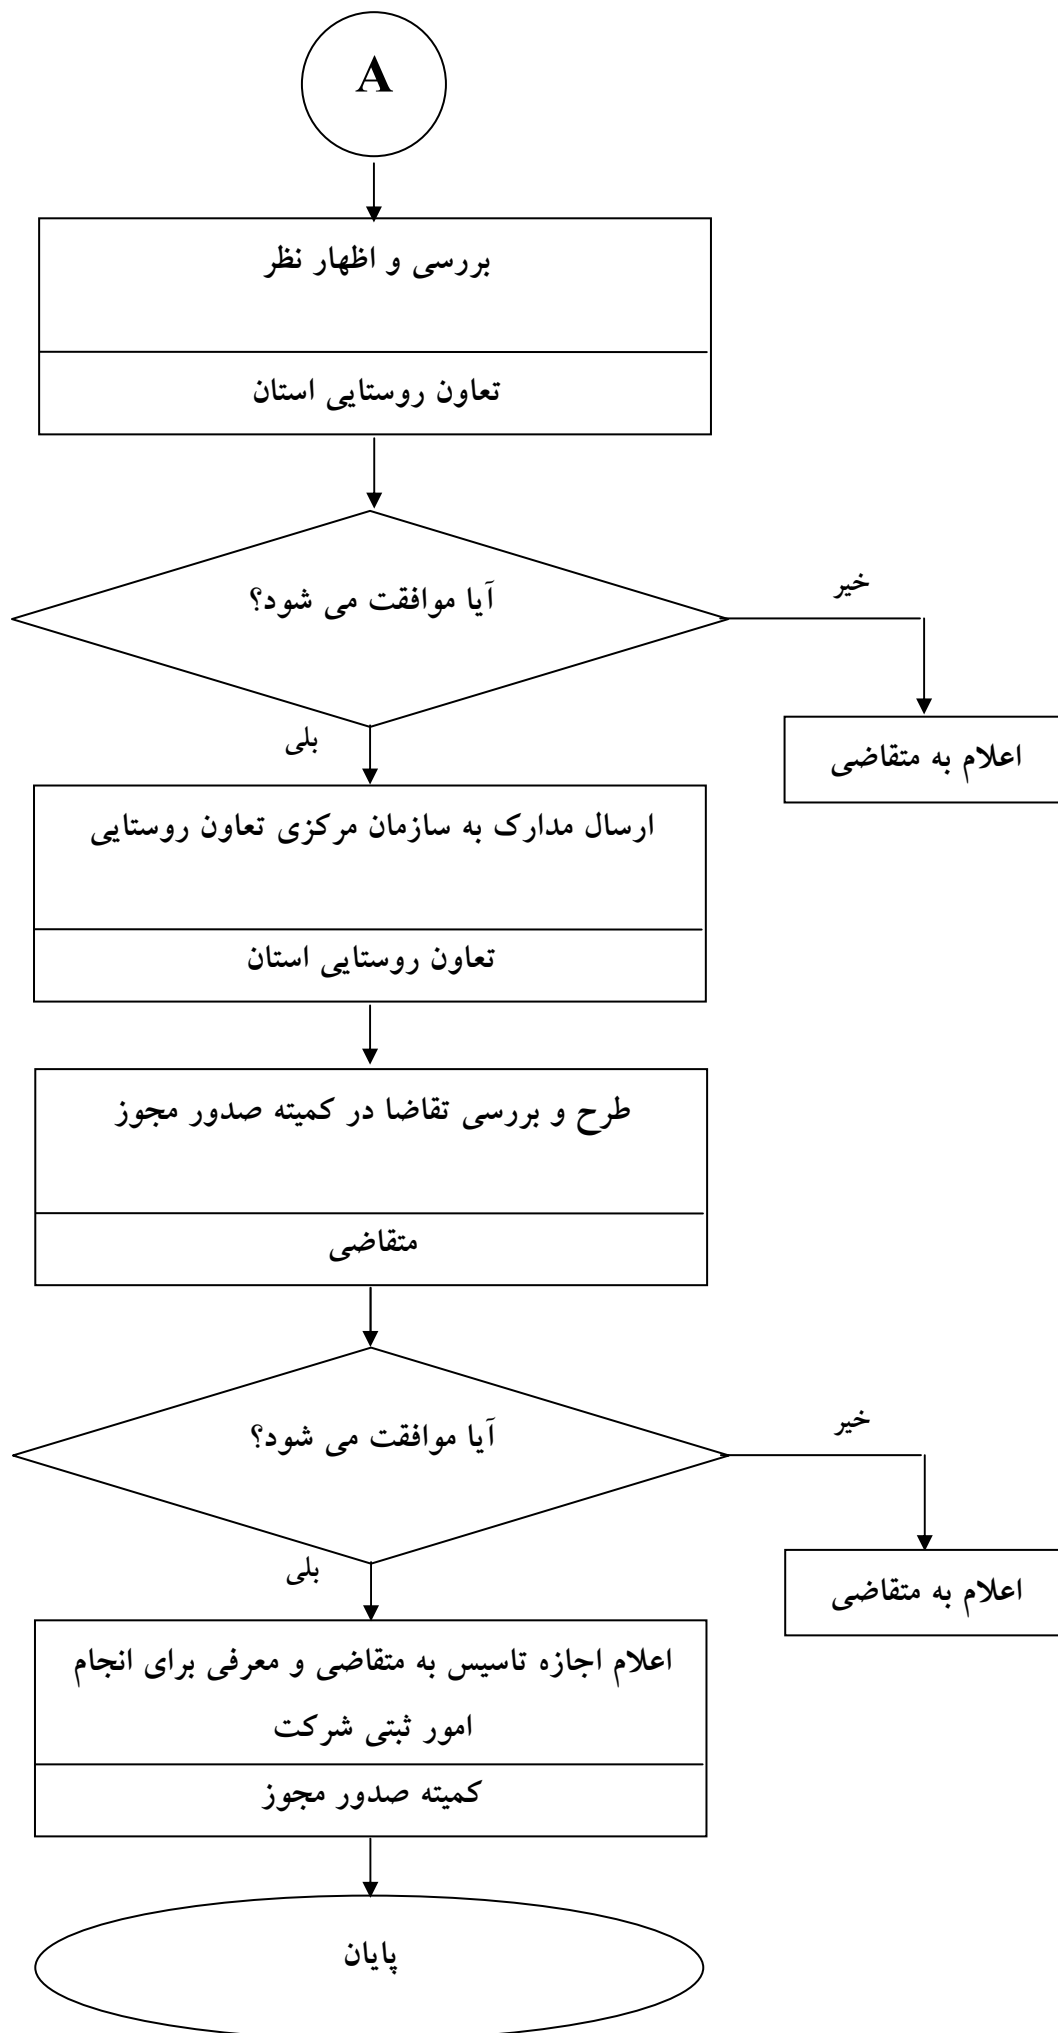 A
بررسی و اظهار نظر
تعاون روستایی استان
آیا موافقت می شود؟
خیر
بلی
اعلام به متقاضی
ارسال مدارک به سازمان مرکزی تعاون روستایی
تعاون روستایی استان
طرح و بررسی تقاضا در کمیته صدور مجوز
متقاضی
آیا موافقت می شود؟
خیر
بلی
اعلام به متقاضی
اعلام اجازه تاسیس به متقاضی و معرفی برای انجام
امور ثبتی شرکت
کمیته صدور مجوز
پایان